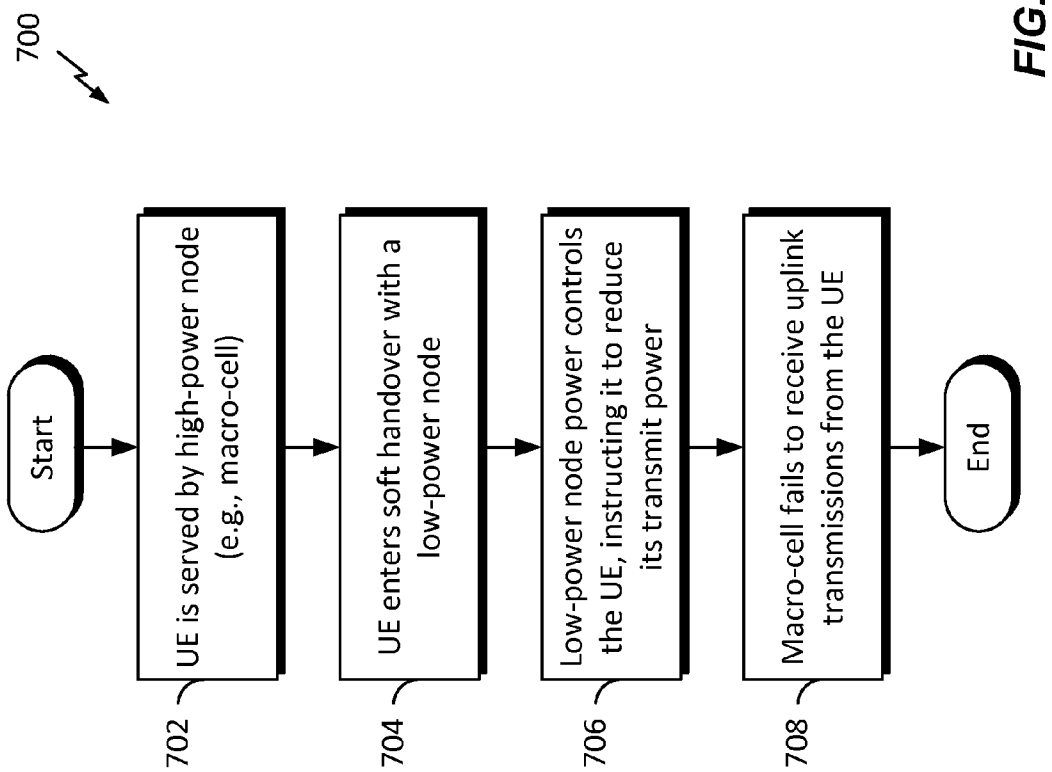 700
Start
702
UE is served by high-power node
(e.g., macro-cell)
704
UE enters soft handover with a
low-power node
706
Low-power node power controls
the UE, instructing it to reduce
its transmit power
708
Macro-cell fails to receive uplink
transmissions from the UE
End
FIG.